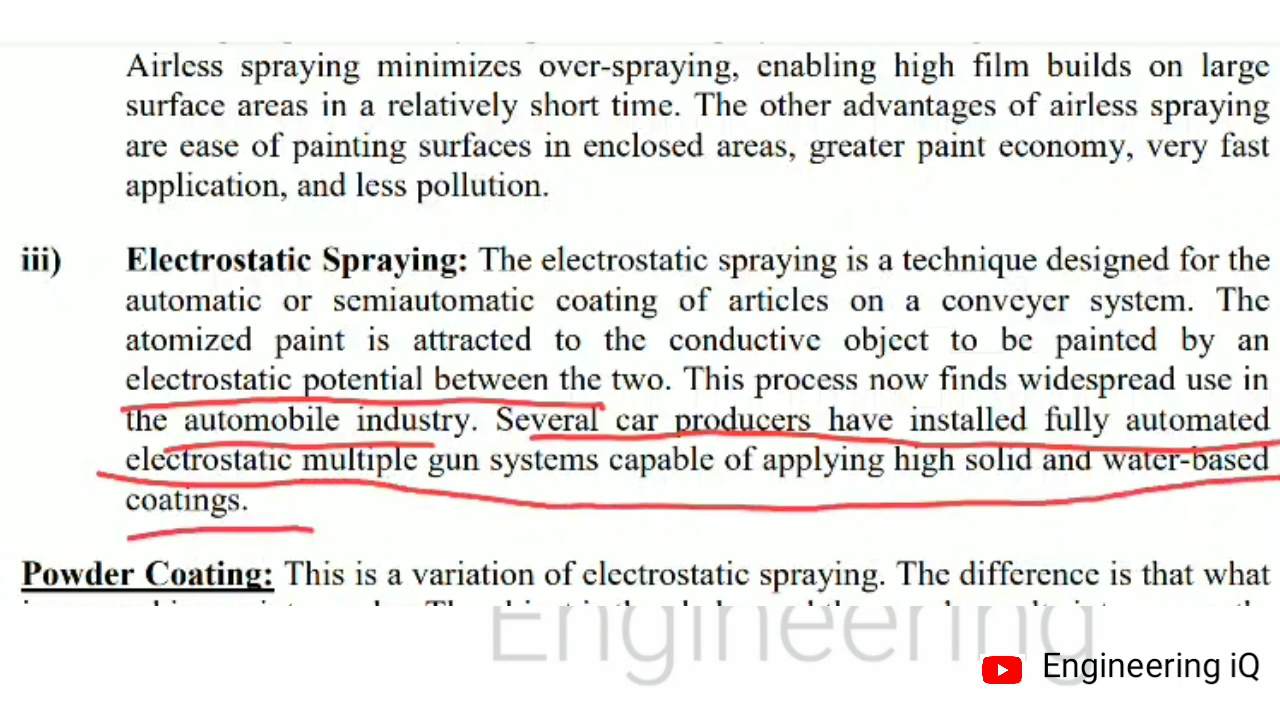 Airless spraying minimizes over-spraying, enabling high film builds on large
surface areas in a relatively short time. The other advantages of airless spraying
are ease of painting surfaces in enclosed areas, greater paint economy, very fast
application, and less pollution.
iii) Electrostatic Spraying: The electrostatic spraying is a technique designed for the
automatic or semiautomatic coating of articles on a conveyer system. The
atomized paint is attracted to the conductive object to be painted by an
electrostatic potential between the two. This process now finds widespread use in
the automobile industry. Several car producers have installed fully automated
electrostatic multiple gun systems capable of applying high solid and water-based
coatings.
Powder Coating: This is a variation of electrostatic spraying. The difference is that what
Engineering
Engineering iQ